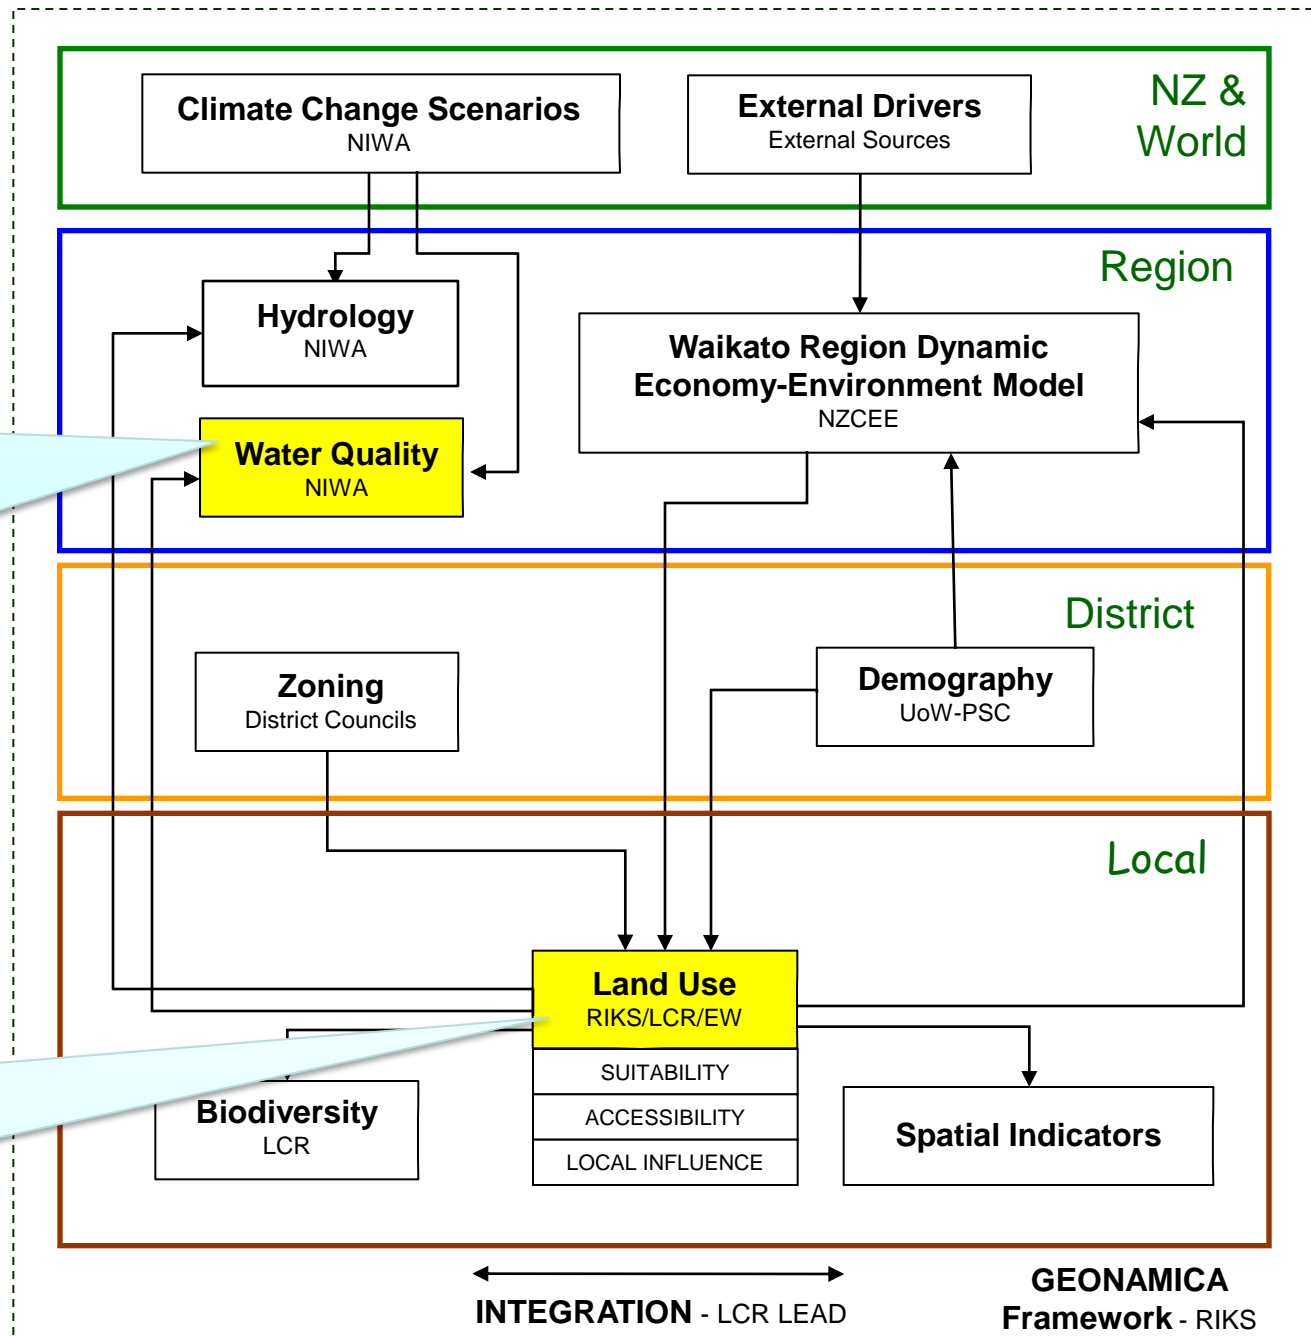 NZ &
World
Climate Change Scenarios
NIWA
External Drivers
External Sources
Region
Hydrology
NIWA
Waikato Region Dynamic
Economy-Environment Model
NZCEE
Water Quality
NIWA
District
Zoning
District Councils
Demography
UoW-PSC
Local
Land Use
RIKS/LCR/EW
SUITABILITY
ACCESSIBILITY
LOCAL INFLUENCE
Biodiversity
LCR
Spatial Indicators
INTEGRATION - LCR LEAD
GEONAMICA
Framework - RIKS